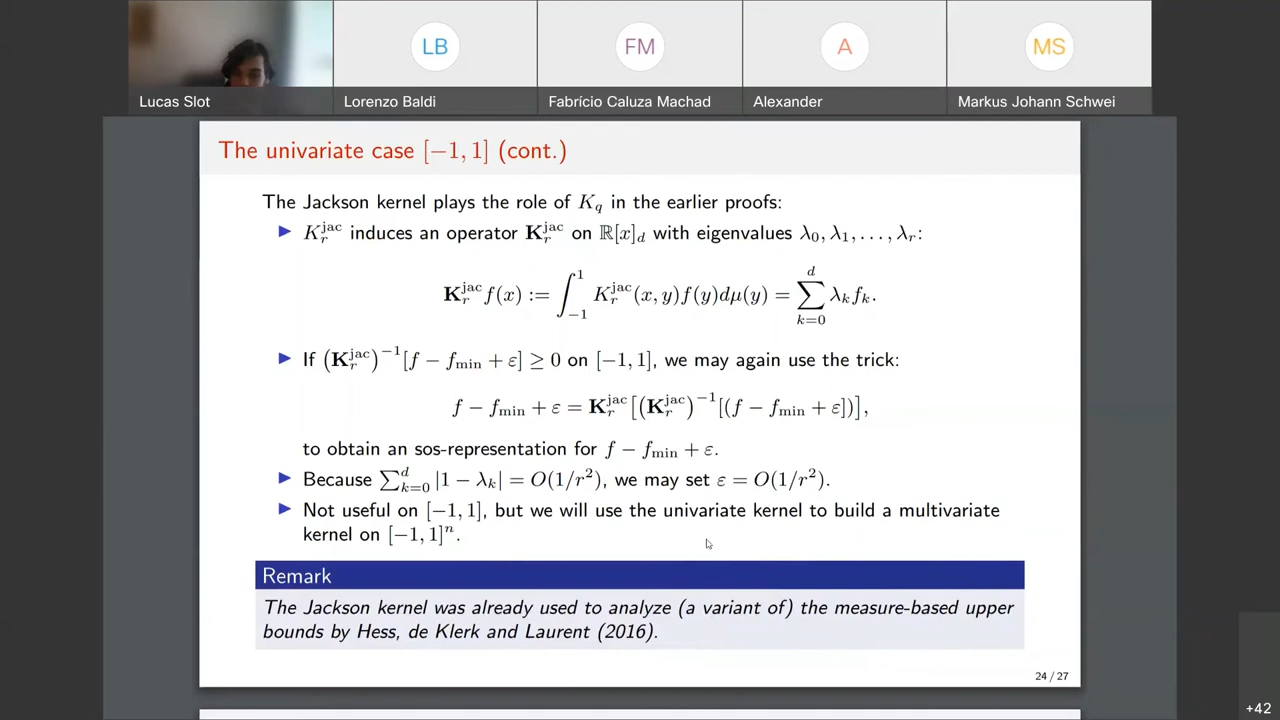 LB
FM
A
MS
Lucas Slot
Lorenzo Baldi
Fabrício Caluza Machad
Alexander
Markus Johann Schwei
The univariate case [−1, 1] (cont.)
The Jackson kernel plays the role of K_q in the earlier proofs:
▶ K_r^jac induces an operator 𝐊_r^jac on ℝ[x]_d with eigenvalues λ_0, λ_1, . . . , λ_r:
𝐊_r^jac f(x) := ∫_{−1}^{1} K_r^jac(x, y)f(y)dμ(y) = ∑_{k=0}^{d} λ_k f_k.
▶ If (𝐊_r^jac)^{−1}[f − f_min + ε] ≥ 0 on [−1, 1], we may again use the trick:
f − f_min + ε = 𝐊_r^jac[(𝐊_r^jac)^{−1}[(f − f_min + ε])],
to obtain an sos-representation for f − f_min + ε.
▶ Because ∑_{k=0}^{d} |1 − λ_k| = O(1/r²), we may set ε = O(1/r²).
▶ Not useful on [−1, 1], but we will use the univariate kernel to build a multivariate
kernel on [−1, 1]^n.
Remark
The Jackson kernel was already used to analyze (a variant of) the measure-based upper
bounds by Hess, de Klerk and Laurent (2016).
24 / 27
+42